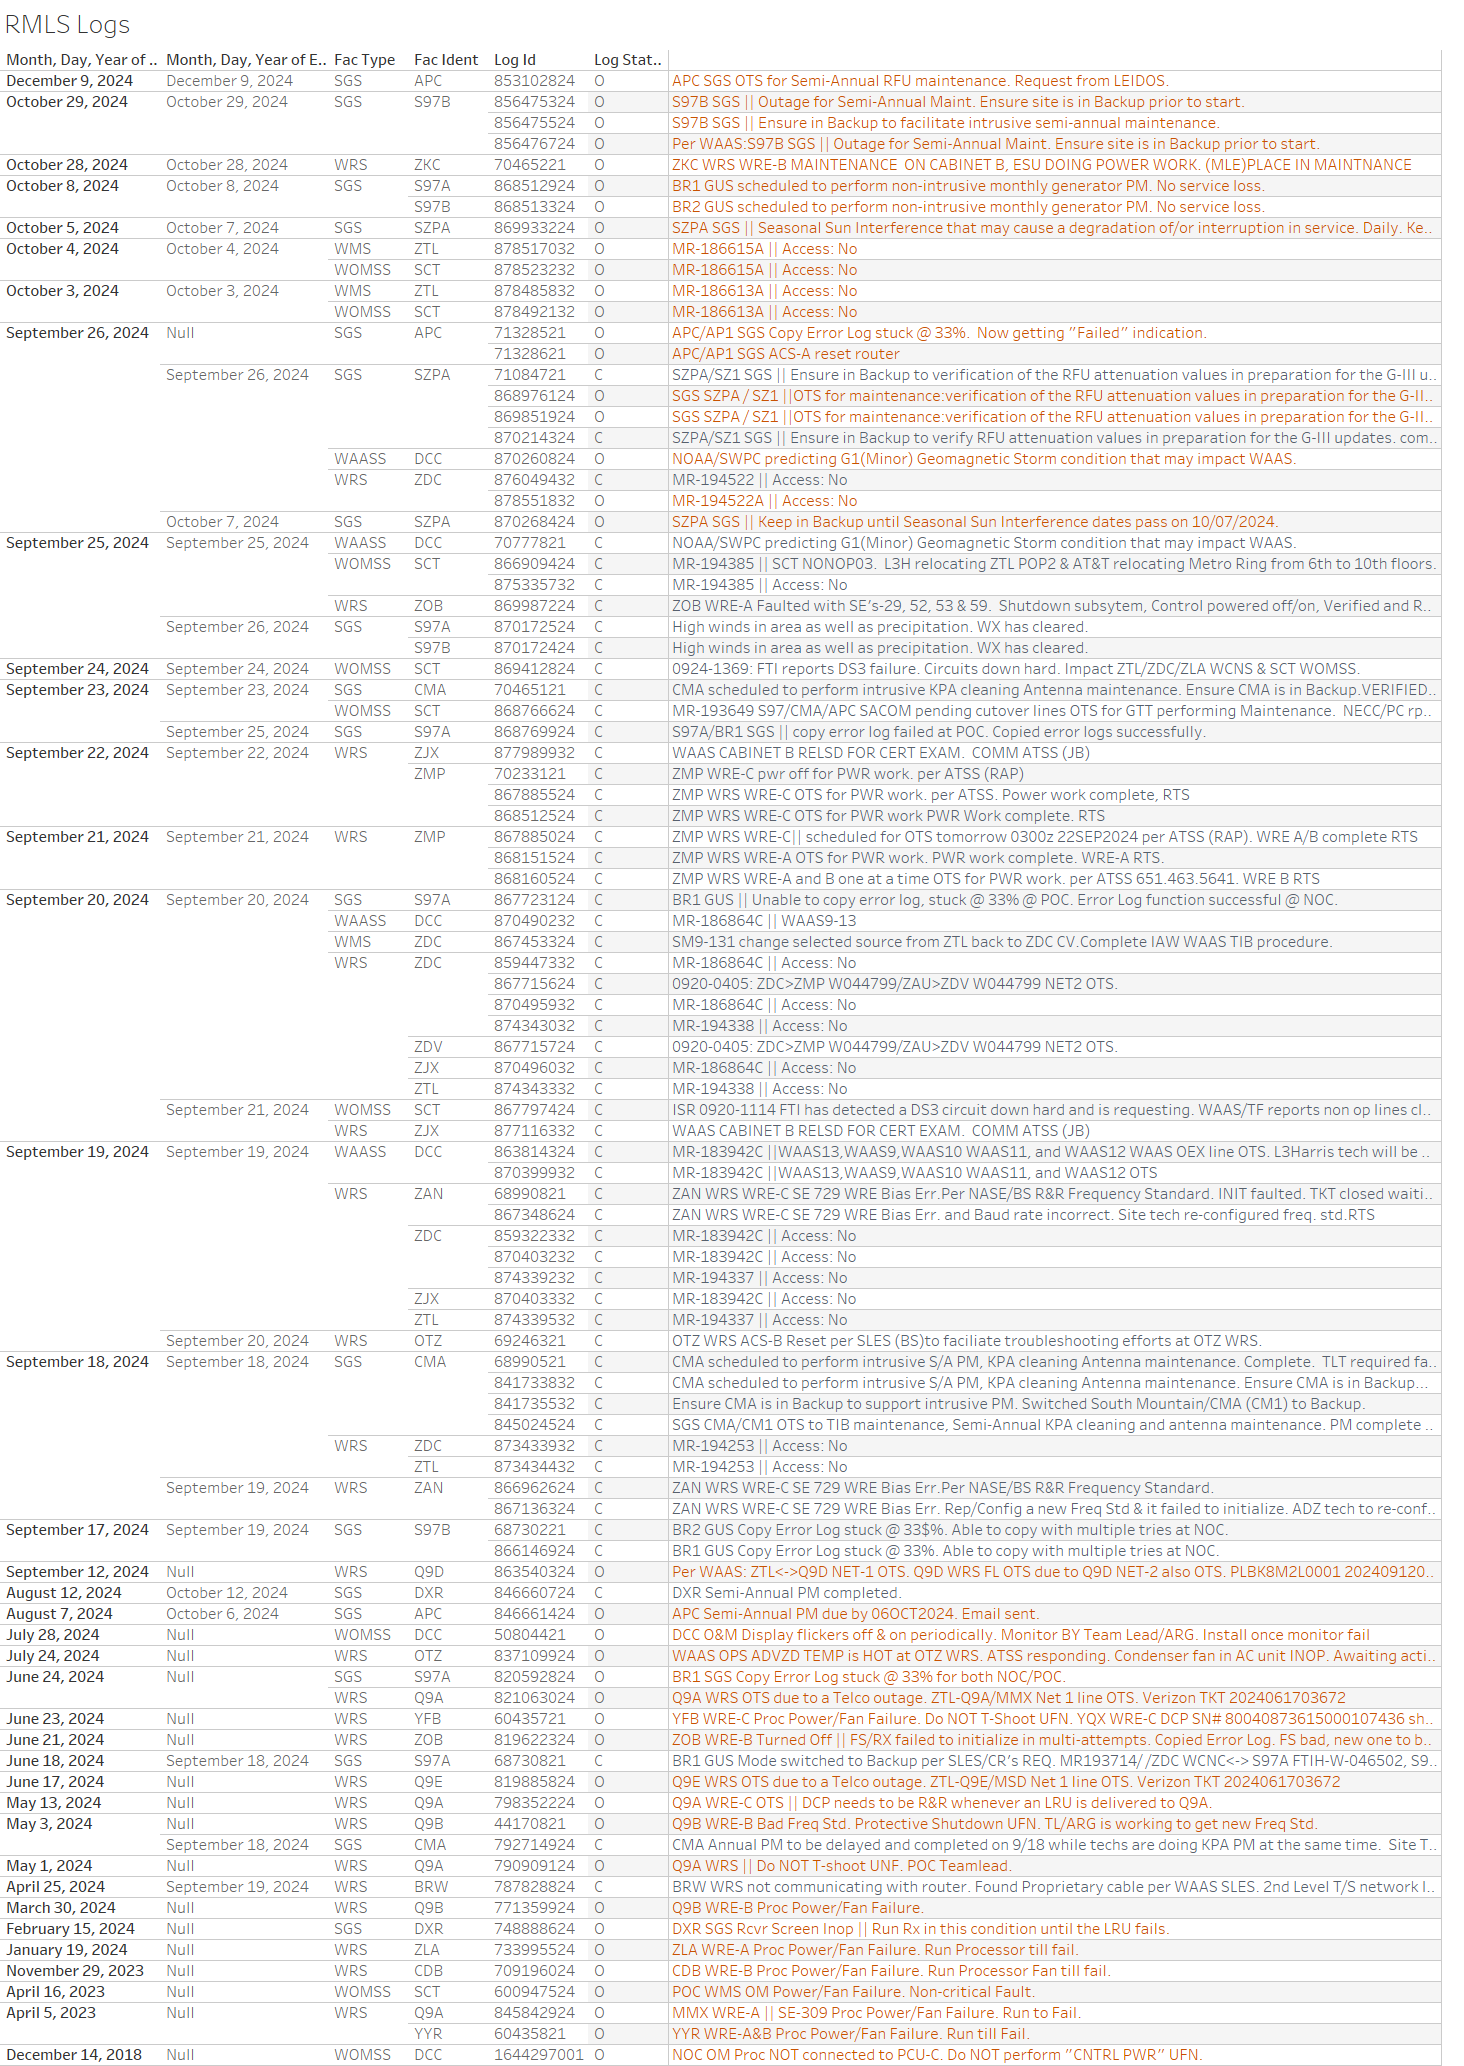 RMLS Logs
Month, Day, Year of .. Month, Day, Year of E.. Fac Type Fac Ident Log Id Log Stat..
December 9, 2024 December 9, 2024 SGS APC 853102824 O APC SGS OTS for Semi-Annual RFU maintenance. Request from LEIDOS.
October 29, 2024 October 29, 2024 SGS S97B 856475324 O S97B SGS || Outage for Semi-Annual Maint. Ensure site is in Backup prior to start.
856475524 O S97B SGS || Ensure in Backup to facilitate intrusive semi-annual maintenance.
856476724 O Per WAAS:S97B SGS || Outage for Semi-Annual Maint. Ensure site is in Backup prior to start.
October 28, 2024 October 28, 2024 WRS ZKC 70465221 O ZKC WRS WRE-B MAINTENANCE ON CABINET B, ESU DOING POWER WORK. (MLE)PLACE IN MAINTNANCE
October 8, 2024 October 8, 2024 SGS S97A 868512924 O BR1 GUS scheduled to perform non-intrusive monthly generator PM. No service loss.
S97B 868513324 O BR2 GUS scheduled to perform non-intrusive monthly generator PM. No service loss.
October 5, 2024 October 7, 2024 SGS SZPA 869933224 O SZPA SGS || Seasonal Sun Interference that may cause a degradation of/or interruption in service. Daily. Ke..
October 4, 2024 October 4, 2024 WMS ZTL 878517032 O MR-186615A || Access: No
WOMSS SCT 878523232 O MR-186615A || Access: No
October 3, 2024 October 3, 2024 WMS ZTL 878485832 O MR-186613A || Access: No
WOMSS SCT 878492132 O MR-186613A || Access: No
September 26, 2024 Null SGS APC 71328521 O APC/AP1 SGS Copy Error Log stuck @ 33%. Now getting "Failed" indication.
71328621 O APC/AP1 SGS ACS-A reset router
September 26, 2024 SGS SZPA 71084721 C SZPA/SZ1 SGS || Ensure in Backup to verification of the RFU attenuation values in preparation for the G-III u..
868976124 O SGS SZPA / SZ1 ||OTS for maintenance:verification of the RFU attenuation values in preparation for the G-II..
869851924 O SGS SZPA / SZ1 ||OTS for maintenance:verification of the RFU attenuation values in preparation for the G-II..
870214324 C SZPA/SZ1 SGS || Ensure in Backup to verify RFU attenuation values in preparation for the G-III updates. com..
WAASS DCC 870260824 O NOAA/SWPC predicting G1(Minor) Geomagnetic Storm condition that may impact WAAS.
WRS ZDC 876049432 C MR-194522 || Access: No
878551832 O MR-194522A || Access: No
October 7, 2024 SGS SZPA 870268424 O SZPA SGS || Keep in Backup until Seasonal Sun Interference dates pass on 10/07/2024.
September 25, 2024 September 25, 2024 WAASS DCC 70777821 C NOAA/SWPC predicting G1(Minor) Geomagnetic Storm condition that may impact WAAS.
WOMSS SCT 866909424 C MR-194385 || SCT NONOP03. L3H relocating ZTL POP2 & AT&T relocating Metro Ring from 6th to 10th floors.
875335732 C MR-194385 || Access: No
WRS ZOB 869987224 C ZOB WRE-A Faulted with SE's-29, 52, 53 & 59. Shutdown subsytem, Control powered off/on, Verified and R..
September 26, 2024 SGS S97A 870172524 C High winds in area as well as precipitation. WX has cleared.
S97B 870172424 C High winds in area as well as precipitation. WX has cleared.
September 24, 2024 September 24, 2024 WOMSS SCT 869412824 C 0924-1369: FTI reports DS3 failure. Circuits down hard. Impact ZTL/ZDC/ZLA WCNS & SCT WOMSS.
September 23, 2024 September 23, 2024 SGS CMA 70465121 C CMA scheduled to perform intrusive KPA cleaning Antenna maintenance. Ensure CMA is in Backup.VERIFIED..
WOMSS SCT 868766624 C MR-193649 S97/CMA/APC SACOM pending cutover lines OTS for GTT performing Maintenance. NECC/PC rp..
September 25, 2024 SGS S97A 868769924 C S97A/BR1 SGS || copy error log failed at POC. Copied error logs successfully.
September 22, 2024 September 22, 2024 WRS ZJX 877989932 C WAAS CABINET B RELSD FOR CERT EXAM. COMM ATSS (JB)
ZMP 70233121 C ZMP WRE-C pwr off for PWR work. per ATSS (RAP)
867885524 C ZMP WRS WRE-C OTS for PWR work. per ATSS. Power work complete, RTS
868512524 C ZMP WRS WRE-C OTS for PWR work PWR Work complete. RTS
September 21, 2024 September 21, 2024 WRS ZMP 867885024 C ZMP WRS WRE-C|| scheduled for OTS tomorrow 0300z 22SEP2024 per ATSS (RAP). WRE A/B complete RTS
868151524 C ZMP WRS WRE-A OTS for PWR work. PWR work complete. WRE-A RTS.
868160524 C ZMP WRS WRE-A and B one at a time OTS for PWR work. per ATSS 651.463.5641. WRE B RTS
September 20, 2024 September 20, 2024 SGS S97A 867723124 C BR1 GUS || Unable to copy error log, stuck @ 33% @ POC. Error Log function successful @ NOC.
WAASS DCC 870490232 C MR-186864C || WAAS9-13
WMS ZDC 867453324 C SM9-131 change selected source from ZTL back to ZDC CV.Complete IAW WAAS TIB procedure.
WRS ZDC 859447332 C MR-186864C || Access: No
867715624 C 0920-0405: ZDC>ZMP W044799/ZAU>ZDV W044799 NET2 OTS.
870495932 C MR-186864C || Access: No
874343032 C MR-194338 || Access: No
ZDV 867715724 C 0920-0405: ZDC>ZMP W044799/ZAU>ZDV W044799 NET2 OTS.
ZJX 870496032 C MR-186864C || Access: No
ZTL 874343332 C MR-194338 || Access: No
September 21, 2024 WOMSS SCT 867797424 C ISR 0920-1114 FTI has detected a DS3 circuit down hard and is requesting. WAAS/TF reports non op lines cl..
WRS ZJX 877116332 C WAAS CABINET B RELSD FOR CERT EXAM. COMM ATSS (JB)
September 19, 2024 September 19, 2024 WAASS DCC 863814324 C MR-183942C ||WAAS13,WAAS9,WAAS10 WAAS11, and WAAS12 WAAS OEX line OTS. L3Harris tech will be ..
870399932 C MR-183942C ||WAAS13,WAAS9,WAAS10 WAAS11, and WAAS12 OTS
WRS ZAN 68990821 C ZAN WRS WRE-C SE 729 WRE Bias Err.Per NASE/BS R&R Frequency Standard. INIT faulted. TKT closed waiti..
867348624 C ZAN WRS WRE-C SE 729 WRE Bias Err. and Baud rate incorrect. Site tech re-configured freq. std.RTS
ZDC 859322332 C MR-183942C || Access: No
870403232 C MR-183942C || Access: No
874339232 C MR-194337 || Access: No
ZJX 870403332 C MR-183942C || Access: No
ZTL 874339532 C MR-194337 || Access: No
September 20, 2024 WRS OTZ 69246321 C OTZ WRS ACS-B Reset per SLES (BS)to faciliate troubleshooting efforts at OTZ WRS.
September 18, 2024 September 18, 2024 SGS CMA 68990521 C CMA scheduled to perform intrusive S/A PM, KPA cleaning Antenna maintenance. Complete. TLT required fa..
841733832 C CMA scheduled to perform intrusive S/A PM, KPA cleaning Antenna maintenance. Ensure CMA is in Backup...
841735532 C Ensure CMA is in Backup to support intrusive PM. Switched South Mountain/CMA (CM1) to Backup.
845024524 C SGS CMA/CM1 OTS to TIB maintenance, Semi-Annual KPA cleaning and antenna maintenance. PM complete ..
WRS ZDC 873433932 C MR-194253 || Access: No
ZTL 873434432 C MR-194253 || Access: No
September 19, 2024 WRS ZAN 866962624 C ZAN WRS WRE-C SE 729 WRE Bias Err.Per NASE/BS R&R Frequency Standard.
867136324 C ZAN WRS WRE-C SE 729 WRE Bias Err. Rep/Config a new Freq Std & it failed to initialize. ADZ tech to re-conf..
September 17, 2024 September 19, 2024 SGS S97B 68730221 C BR2 GUS Copy Error Log stuck @ 33$%. Able to copy with multiple tries at NOC.
866146924 C BR1 GUS Copy Error Log stuck @ 33%. Able to copy with multiple tries at NOC.
September 12, 2024 Null WRS Q9D 863540324 O Per WAAS: ZTL<->Q9D NET-1 OTS. Q9D WRS FL OTS due to Q9D NET-2 also OTS. PLBK8M2L0001 202409120..
August 12, 2024 October 12, 2024 SGS DXR 846660724 C DXR Semi-Annual PM completed.
August 7, 2024 October 6, 2024 SGS APC 846661424 O APC Semi-Annual PM due by 06OCT2024. Email sent.
July 28, 2024 Null WOMSS DCC 50804421 O DCC O&M Display flickers off & on periodically. Monitor BY Team Lead/ARG. Install once monitor fail
July 24, 2024 Null WRS OTZ 837109924 O WAAS OPS ADVZD TEMP is HOT at OTZ WRS. ATSS responding. Condenser fan in AC unit INOP. Awaiting acti..
June 24, 2024 Null SGS S97A 820592824 O BR1 SGS Copy Error Log stuck @ 33% for both NOC/POC.
WRS Q9A 821063024 O Q9A WRS OTS due to a Telco outage. ZTL-Q9A/MMX Net 1 line OTS. Verizon TKT 2024061703672
June 23, 2024 Null WRS YFB 60435721 O YFB WRE-C Proc Power/Fan Failure. Do NOT T-Shoot UFN. YQX WRE-C DCP SN# 80040873615000107436 sh..
June 21, 2024 Null WRS ZOB 819622324 O ZOB WRE-B Turned Off || FS/RX failed to initialize in multi-attempts. Copied Error Log. FS bad, new one to b..
June 18, 2024 September 18, 2024 SGS S97A 68730821 C BR1 GUS Mode switched to Backup per SLES/CR's REQ. MR193714/ /ZDC WCNC<-> S97A FTIH-W-046502, S9..
June 17, 2024 Null WRS Q9E 819885824 O Q9E WRS OTS due to a Telco outage. ZTL-Q9E/MSD Net 1 line OTS. Verizon TKT 2024061703672
May 13, 2024 Null WRS Q9A 798352224 O Q9A WRE-C OTS || DCP needs to be R&R whenever an LRU is delivered to Q9A.
May 3, 2024 Null WRS Q9B 44170821 O Q9B WRE-B Bad Freq Std. Protective Shutdown UFN. TL/ARG is working to get new Freq Std.
September 18, 2024 SGS CMA 792714924 C CMA Annual PM to be delayed and completed on 9/18 while techs are doing KPA PM at the same time. Site T..
May 1, 2024 Null WRS Q9A 790909124 O Q9A WRS || Do NOT T-shoot UNF. POC Teamlead.
April 25, 2024 September 19, 2024 WRS BRW 787828824 C BRW WRS not communicating with router. Found Proprietary cable per WAAS SLES. 2nd Level T/S network I..
March 30, 2024 Null WRS Q9B 771359924 O Q9B WRE-B Proc Power/Fan Failure.
February 15, 2024 Null SGS DXR 748888624 O DXR SGS Rcvr Screen Inop || Run Rx in this condition until the LRU fails.
January 19, 2024 Null WRS ZLA 733995524 O ZLA WRE-A Proc Power/Fan Failure. Run Processor till fail.
November 29, 2023 Null WRS CDB 709196024 O CDB WRE-B Proc Power/Fan Failure. Run Processor Fan till fail.
April 16, 2023 Null WOMSS SCT 600947524 O POC WMS OM Power/Fan Failure. Non-critical Fault.
April 5, 2023 Null WRS Q9A 845842924 O MMX WRE-A || SE-309 Proc Power/Fan Failure. Run to Fail.
YYR 60435821 O YYR WRE-A&B Proc Power/Fan Failure. Run till Fail.
December 14, 2018 Null WOMSS DCC 1644297001 O NOC OM Proc NOT connected to PCU-C. Do NOT perform "CNTRL PWR" UFN.